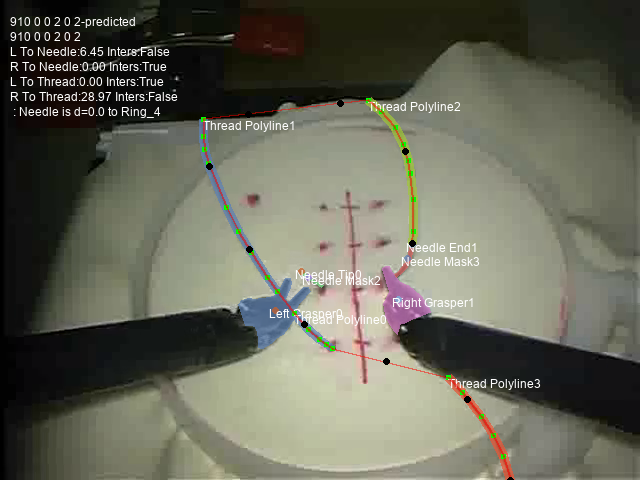 910 0 0 2 0 2-predicted
910 0 0 2 0 2
L To Needle:6.45 Inters:False
R To Needle:0.00 Inters:True
L To Thread:0.00 Inters:True
R To Thread:28.97 Inters:False
: Needle is d=0.0 to Ring_4
Thread Polyline2
Thread Polyline1
Needle End1
Needle Mask3
Needle Tip0
Needle Mask2
Right Grasper1
Left Grasper0
Thread Polyline0
Thread Polyline3